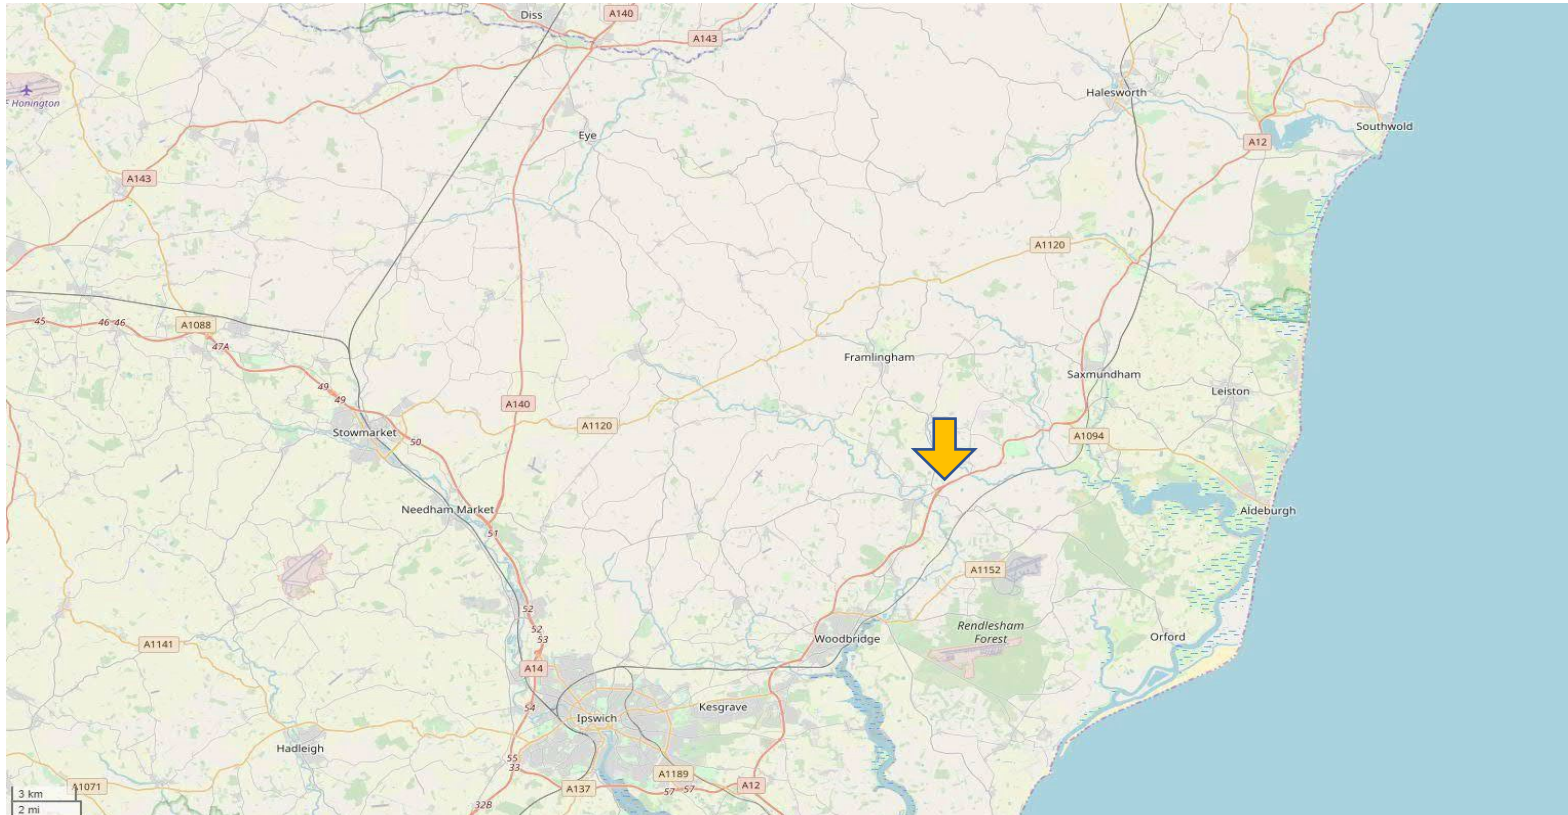 Diss
A140
A143
Halesworth
F Honington
Southwold
Eye
A12
A143
A1120
45
46 46
A1088
47A
Framlingham
Saxmundham
49
49
Leiston
A140
A1120
Stowmarket
50
A1094
Needham Market
Aldeburgh
51
A1152
52
52
53
Rendlesham
Forest
Woodbridge
Orford
A1141
A14
54
Kesgrave
Ipswich
Hadleigh
55
33
A1189
A12
A1071
A137
57 57
3 km
32B
2 mi